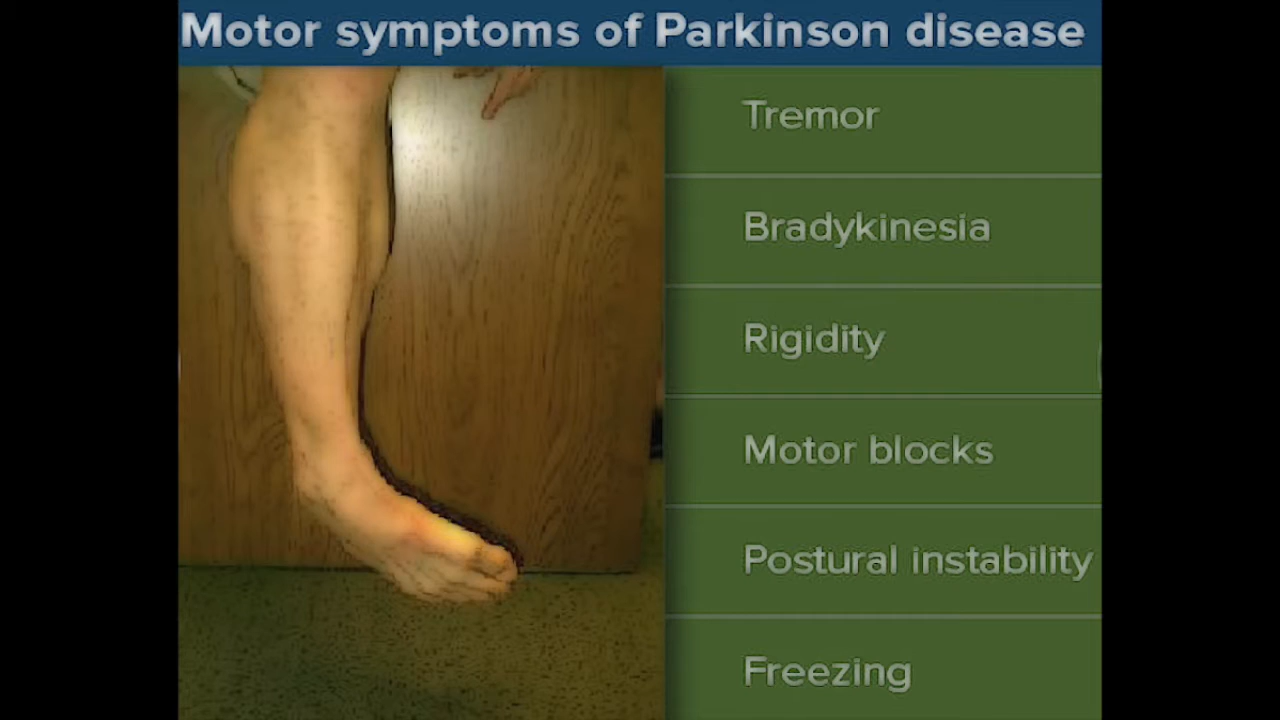 Motor symptoms of Parkinson disease
Tremor
Bradykinesia
Rigidity
Motor blocks
Postural instability
Freezing